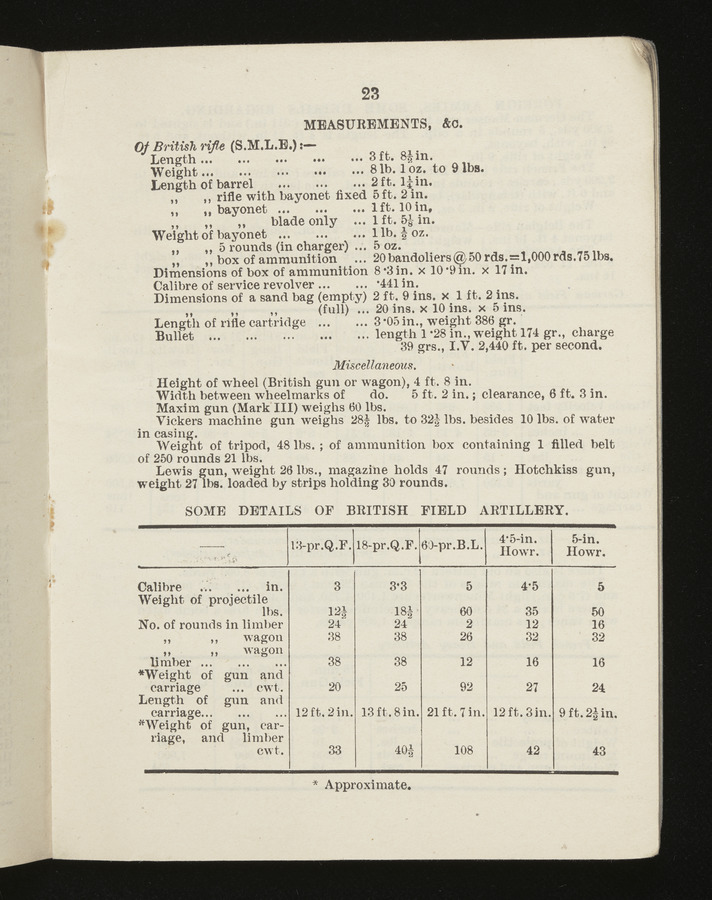 23
MEASUREMENTS, &c.
Of British rifle (S.M.L.E.) :—
Length ... ... ... ... ... 3 ft. 8½ in.
Weight ... ... ... ... ... 8 lb. 1 oz. to 9 lbs.
Length of barrel ... ... ... 2 ft. 1¼ in.
„ „ rifle with bayonet fixed 5 ft. 2 in.
„ „ bayonet ... ... ... 1 ft. 10 in.
„ „ „ blade only ... 1 ft. 5⅛ in.
Weight of bayonet ... ... ... 1 lb. ½ oz.
„ „ 5 rounds (in charger) ... 5 oz.
„ „ box of ammunition ... 20 bandoliers @ 50 rds.=1,000 rds. 75 lbs.
Dimensions of box of ammunition 8·3 in. × 10·9 in. × 17 in.
Calibre of service revolver ... ... ·441 in.
Dimensions of a sand bag (empty) 2 ft. 9 ins. × 1 ft. 2 ins.
„ „ „ (full) ... 20 ins. × 10 ins. × 5 ins.
Length of rifle cartridge ... ... 3·05 in., weight 386 gr.
Bullet ... ... ... ... ... length 1·28 in., weight 174 gr., charge
39 grs., I.V. 2,440 ft. per second.
Miscellaneous.
Height of wheel (British gun or wagon), 4 ft. 8 in.
Width between wheelmarks of do. 5 ft. 2 in. ; clearance, 6 ft. 3 in.
Maxim gun (Mark III) weighs 60 lbs.
Vickers machine gun weighs 28½ lbs. to 32½ lbs. besides 10 lbs. of water
in casing.
Weight of tripod, 48 lbs. ; of ammunition box containing 1 filled belt
of 250 rounds 21 lbs.
Lewis gun, weight 26 lbs., magazine holds 47 rounds ; Hotchkiss gun,
weight 27 lbs. loaded by strips holding 30 rounds.
SOME DETAILS OF BRITISH FIELD ARTILLERY.
— 13-pr.Q.F. 18-pr.Q.F. 60-pr.B.L. 4·5-in. Howr. 5-in. Howr.
Calibre ... ... in. 3 3·3 5 4·5 5
Weight of projectile
lbs. 12½ 18½ 60 35 50
No. of rounds in limber 24 24 2 12 16
„ „ wagon 38 38 26 32 32
„ „ wagon
limber ... ... ... 38 38 12 16 16
*Weight of gun and
carriage ... cwt. 20 25 92 27 24
Length of gun and
carriage... ... ... 12 ft. 2 in. 13 ft. 8 in. 21 ft. 7 in. 12 ft. 3 in. 9 ft. 2½ in.
*Weight of gun, car-
riage, and limber
cwt. 33 40½ 108 42 43
* Approximate.